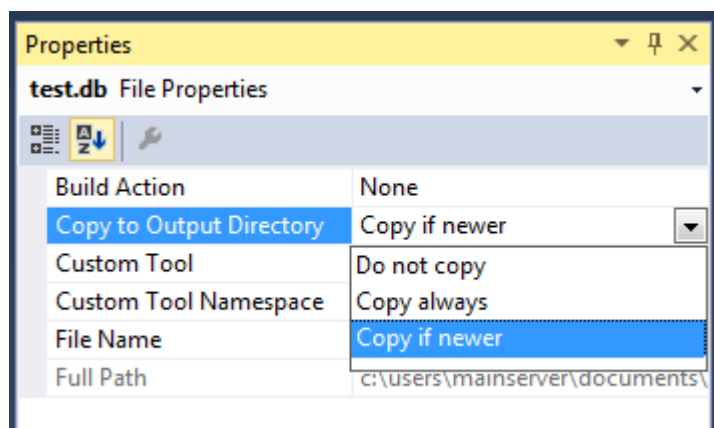 Properties
test.db File Properties
Build Action None
Copy to Output Directory Copy if newer
Custom Tool Do not copy
Custom Tool Namespace Copy always
File Name Copy if newer
Full Path c:\users\mainserver\documents\